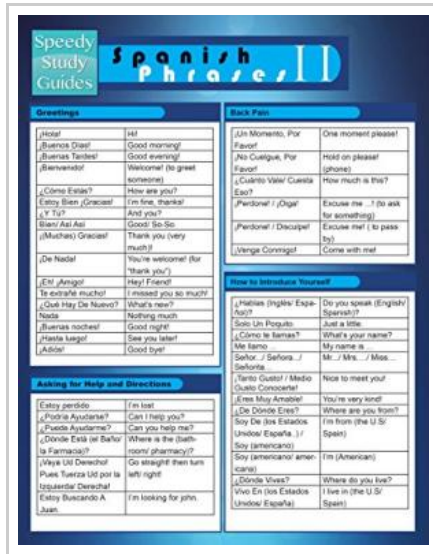 Speedy
Study
Guides
Spanish
Phrases II
Greetings
¡Hola! Hi!
¡Buenos Dias! Good morning!
¡Buenas Tardes! Good evening!
¡Bienvenido! Welcome! (to greet
someone)
¿Cómo Estás? How are you?
Estoy Bien ¡Gracias! I'm fine, thanks!
¿Y Tú? And you?
Bien/ Así Así Good/ So-So
¡(Muchas) Gracias! Thank you (very
much)!
¡De Nada! You're welcome! (for
"thank you")
¡Eh! ¡Amigo! Hey! Friend!
Te extrañé mucho! I missed you so much!
¿Qué Hay De Nuevo? What's new?
Nada Nothing much
¡Buenas noches! Good night!
¡Hasta luego! See you later!
¡Adiós! Good bye!
Asking for Help and Directions
Estoy perdido I'm lost
¿Podría Ayudarse? Can I help you?
¿Pueda Ayudarme? Can you help me?
¿Dónde Está (el Baño/ Where is the (bath-
la Farmacia)? room/ pharmacy)?
¡Vaya Ud Derecho! Go straight! then turn
Pues Tuerza Ud por la left/ right!
Izquierda/ Derecha!
Estoy Buscando A I'm looking for john.
Juan.
Back Pain
¡Un Momento, Por One moment please!
Favor!
¡No Cuelgue, Por Hold on please!
Favor! (phone)
¿Cuánto Vale/ Cuesta How much is this?
Eso?
¡Perdone! / ¡Oiga! Excuse me ...! (to ask
for something)
¡Perdone! / Disculpe! Excuse me! ( to pass
by)
¡Venga Conmigo! Come with me!
How to Introduce Yourself
¿Hablas (Inglés/ Espa- Do you speak (English/
ñol)? Spanish)?
Solo Un Poquito Just a little
¿Cómo te llamas? What's your name?
Me llamo ... My name is ...
Señor.../ Señora.../ Mr.../ Mrs.../ Miss...
Señorita ...
¡Tanto Gusto! / Medio Nice to meet you!
Gusto Conocerte!
¡Eres Muy Amable! You're very kind!
¿De Dónde Eres? Where are you from?
Soy De (los Estados I'm from (the U.S/
Unidos/ España..) / Spain)
Soy (americano)
Soy (americano/ amer- I'm (American)
icana)
¿Dónde Vives? Where do you live?
Vivo En (los Estados I live in (the U.S/
Unidos/ España) Spain)